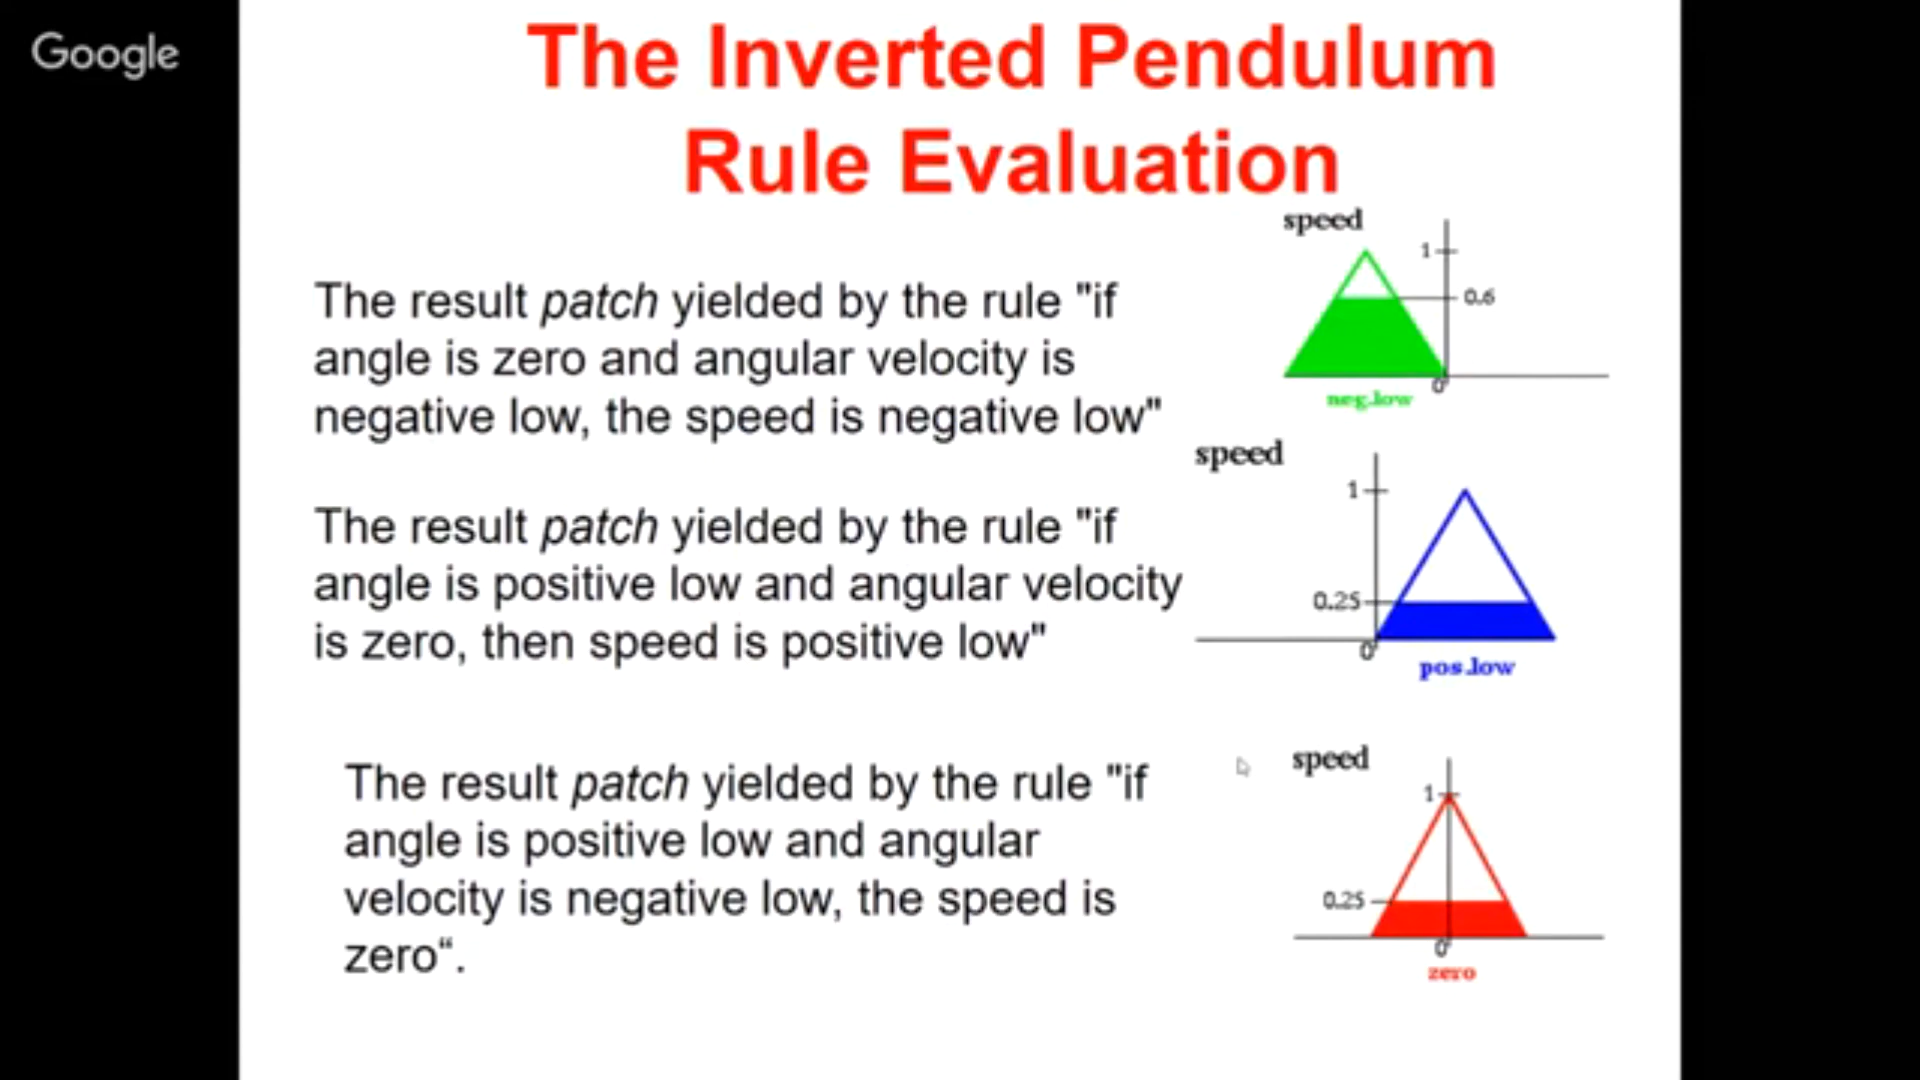 Google
The Inverted Pendulum
Rule Evaluation
The result patch yielded by the rule "if
angle is zero and angular velocity is
negative low, the speed is negative low"
speed
1
0.6
0
neg.low
The result patch yielded by the rule "if
angle is positive low and angular velocity
is zero, then speed is positive low"
speed
1
0.25
0
pos.low
The result patch yielded by the rule "if
angle is positive low and angular
velocity is negative low, the speed is
zero“.
speed
1
0.25
0
zero